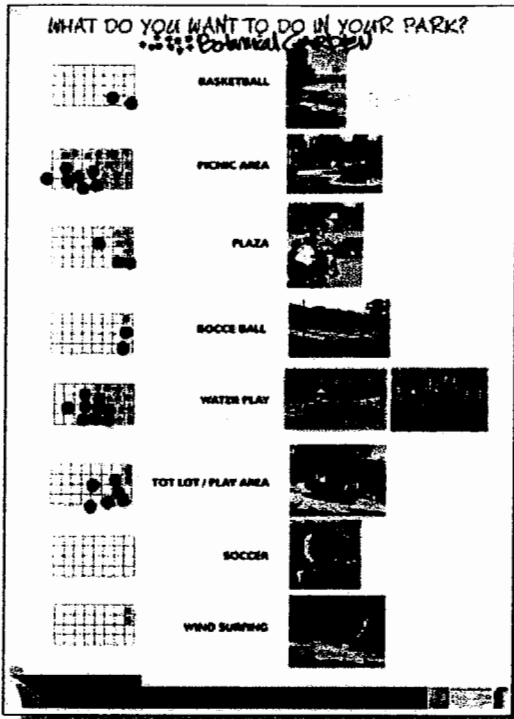 WHAT DO YOU WANT TO DO IN YOUR PARK?
Botanical GARDEN
BASKETBALL
PICNIC AREA
PLAZA
BOCCE BALL
WATER PLAY
TOT LOT / PLAY AREA
SOCCER
WIND SURFING